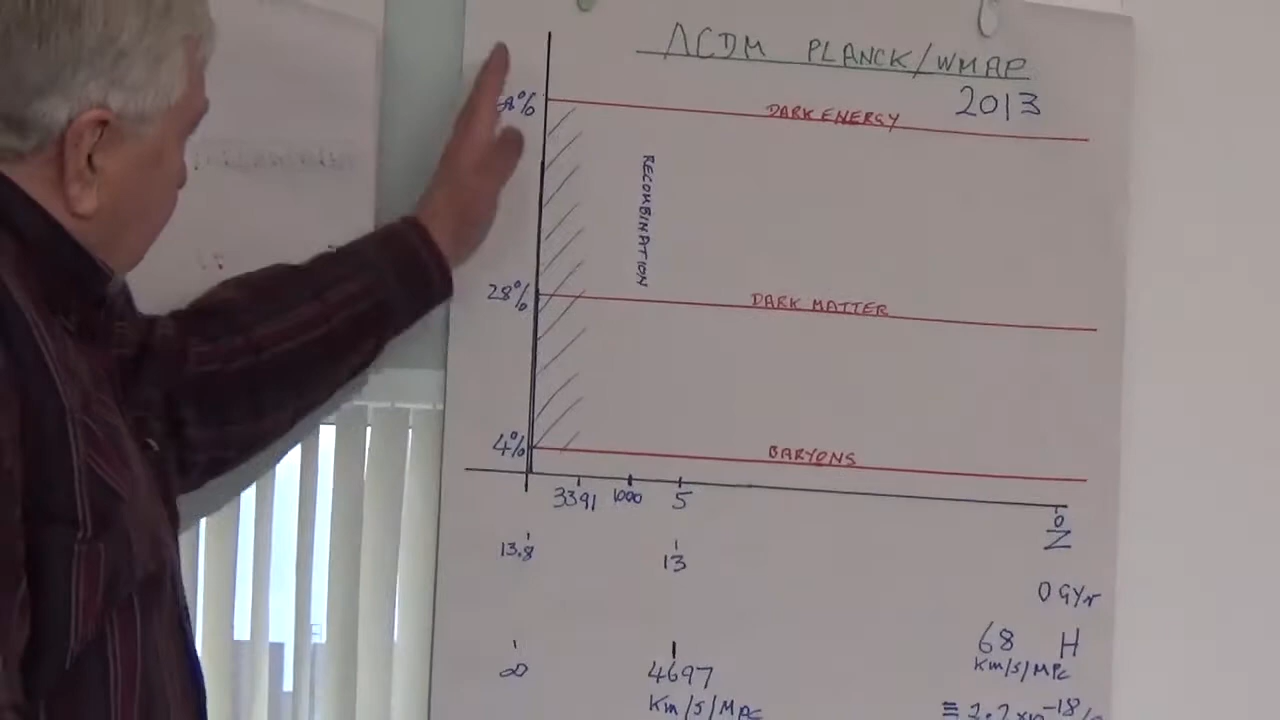 ΛCDM PLANCK/WMAP
2013
8%
DARK ENERGY
RECOMBINATION
28%
DARK MATTER
4%
BARYONS
3391 1000 5 0
Z
13.8 13
0 GYr
68 H
∞ 4697 Km/s/MPc
Km/s/MPC